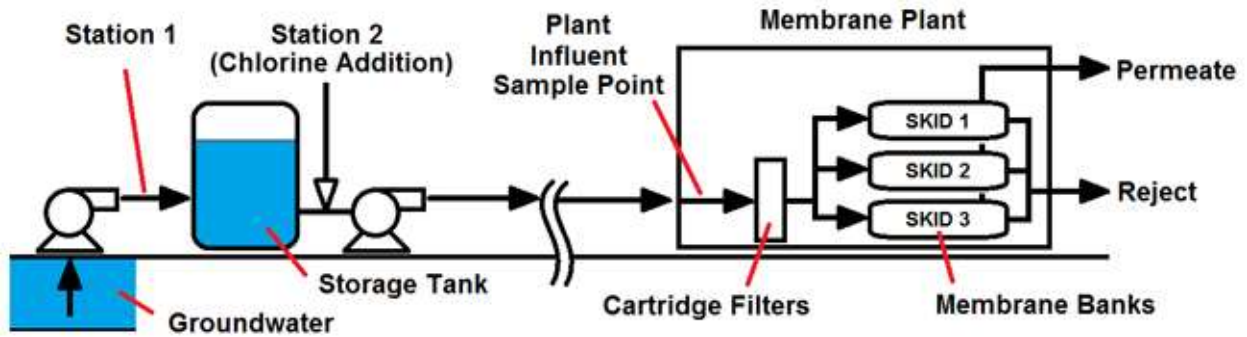 Station 1
Station 2
(Chlorine Addition)
Plant
Influent
Sample Point
Membrane Plant
Permeate
SKID 1
SKID 2
Reject
SKID 3
Storage Tank
Cartridge Filters
Membrane Banks
Groundwater